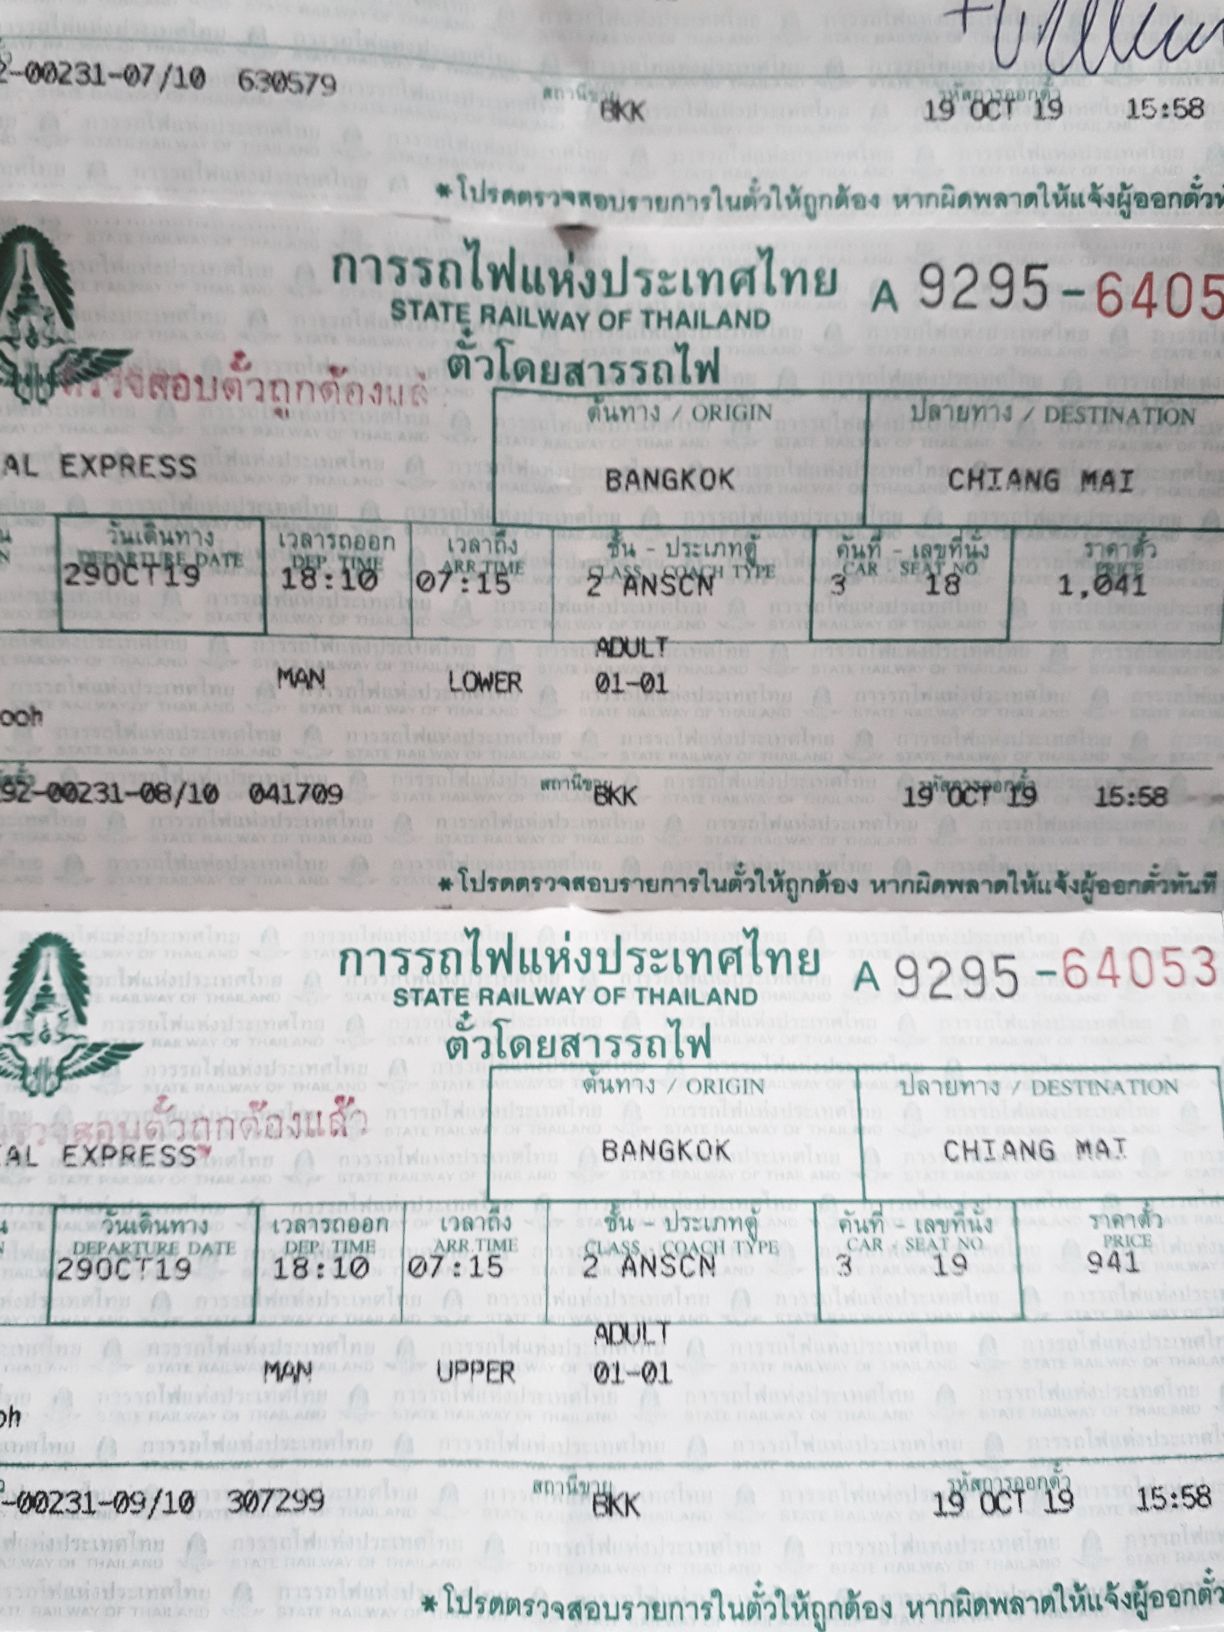 -00231-07/10 630579
สถานีขาย BKK
รหัสการออกตั๋ว
19 OCT 19 15:58
*โปรดตรวจสอบรายการในตั๋วให้ถูกต้อง หากผิดพลาดให้แจ้งผู้ออกตั๋วทั
การรถไฟแห่งประเทศไทย A 9295-6405
STATE RAILWAY OF THAILAND
ตั๋วโดยสารรถไฟ
ตรวจสอบตั๋วถูกต้องแล้
ต้นทาง / ORIGIN ปลายทาง / DESTINATION
AL EXPRESS BANGKOK CHIANG MAI
วันเดินทาง เวลารถออก เวลาถึง ชั้น - ประเภทตู้ คันที่ - เลขที่นั่ง ราคาตั๋ว
DEPARTURE DATE DEP. TIME ARR.TIME CLASS - COACH TYPE CAR / SEAT NO. PRICE
29OCT19 18:10 07:15 2 ANSCN 3 18 1,041
ADULT
MAN LOWER 01-01
ooh
92-00231-08/10 041709
สถานีขาย BKK
รหัสการออกตั๋ว
19 OCT 19 15:58
*โปรดตรวจสอบรายการในตั๋วให้ถูกต้อง หากผิดพลาดให้แจ้งผู้ออกตั๋วทันที
การรถไฟแห่งประเทศไทย A 9295-64053
STATE RAILWAY OF THAILAND
ตั๋วโดยสารรถไฟ
ต้นทาง / ORIGIN ปลายทาง / DESTINATION
ตรวจสอบตั๋วถูกต้องแล้ว
AL EXPRESS BANGKOK CHIANG MAI
วันเดินทาง เวลารถออก เวลาถึง ชั้น - ประเภทตู้ คันที่ - เลขที่นั่ง ราคาตั๋ว
DEPARTURE DATE DEP. TIME ARR.TIME CLASS - COACH TYPE CAR / SEAT NO. PRICE
29OCT19 18:10 07:15 2 ANSCN 3 19 941
ADULT
MAN UPPER 01-01
oh
-00231-09/10 307299
สถานีขาย BKK
รหัสการออกตั๋ว
19 OCT 19 15:58
*โปรดตรวจสอบรายการในตั๋วให้ถูกต้อง หากผิดพลาดให้แจ้งผู้ออกตั๋ว